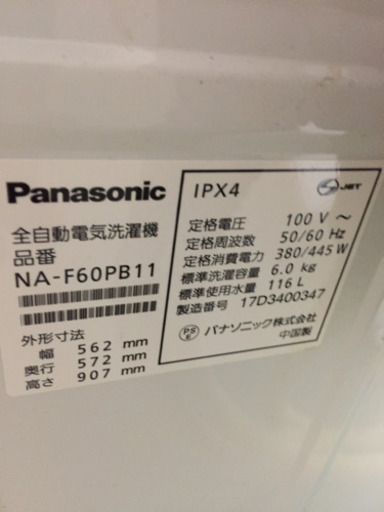 Panasonic
全自動電気洗濯機
品番
NA-F60PB11
外形寸法
幅 562 mm
奥行 572 mm
高さ 907 mm
IPX4
JET
定格電圧 100 V ~
定格周波数 50/60 Hz
定格消費電力 380/445 W
標準洗濯容量 6.0 kg
標準使用水量 116 L
製造番号 17D3400347
PS
E
パナソニック株式会社
中国製